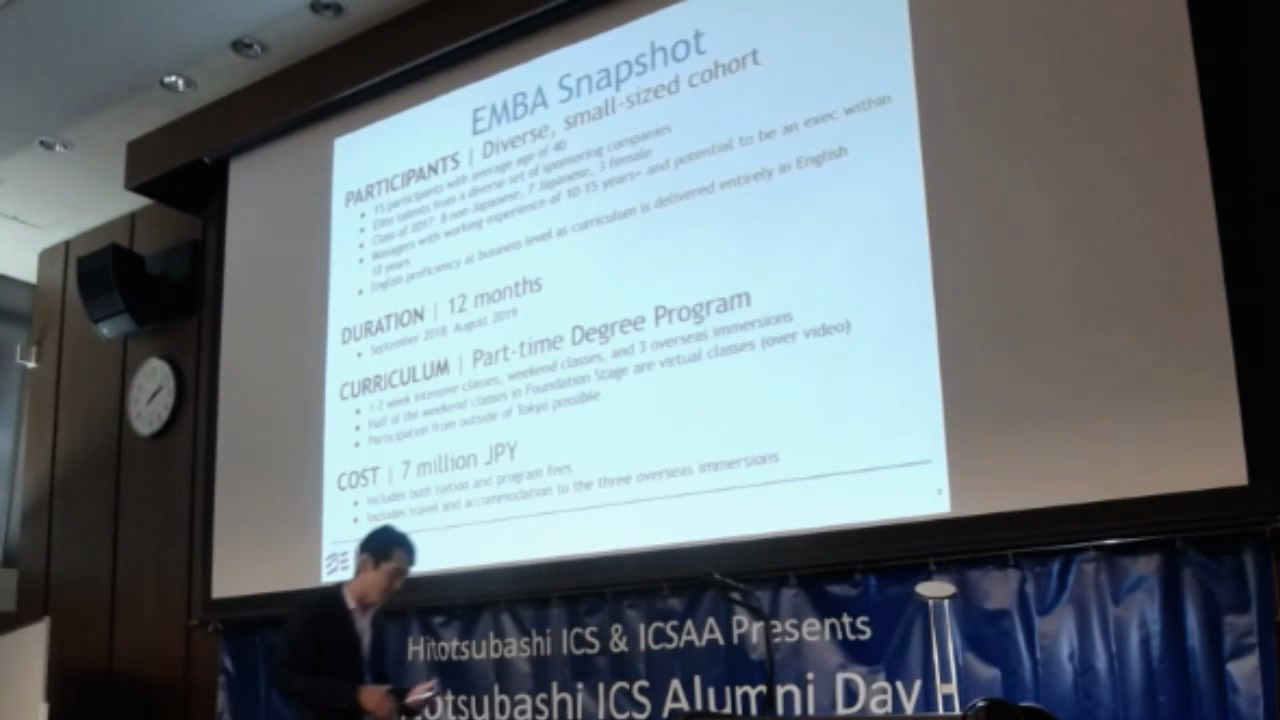 EMBA Snapshot
PARTICIPANTS | Diverse, small-sized cohort
• 15 participants with average age of 40
• Elite talents from a diverse set of sponsoring companies
• Class of 2017: 8 non-Japanese, 7 Japanese, 3 female
• Managers with working experience of 10-15 years+ and potential to be an exec within
10 years
• English proficiency at business level as curriculum is delivered entirely in English
DURATION | 12 months
• September 2018- August 2019
CURRICULUM | Part-time Degree Program
• 1-2 week intensive classes, weekend classes, and 3 overseas immersions
• Half of the weekend classes in Foundation Stage are virtual classes (over video)
• Participation from outside of Tokyo possible
COST | 7 million JPY
• Includes both tuition and program fees
• Includes travel and accommodation to the three overseas immersions
Hitotsubashi ICS & ICSAA Presents
otsubashi ICS Alumni Day